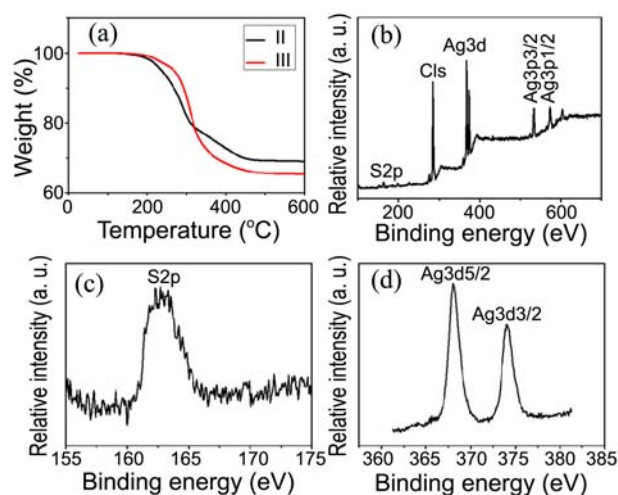 (a)
II
III
100
80
60
Weight (%)
0
200
400
600
Temperature (°C)
(b)
Ag3d
Cls
Ag3p3/2
Ag3p1/2
S2p
Relative intensity (a. u.)
200
400
600
Binding energy (eV)
(c)
S2p
Relative intensity (a. u.)
155
160
165
170
175
Binding energy (eV)
(d)
Ag3d5/2
Ag3d3/2
Relative intensity (a. u.)
360
365
370
375
380
385
Binding energy (eV)